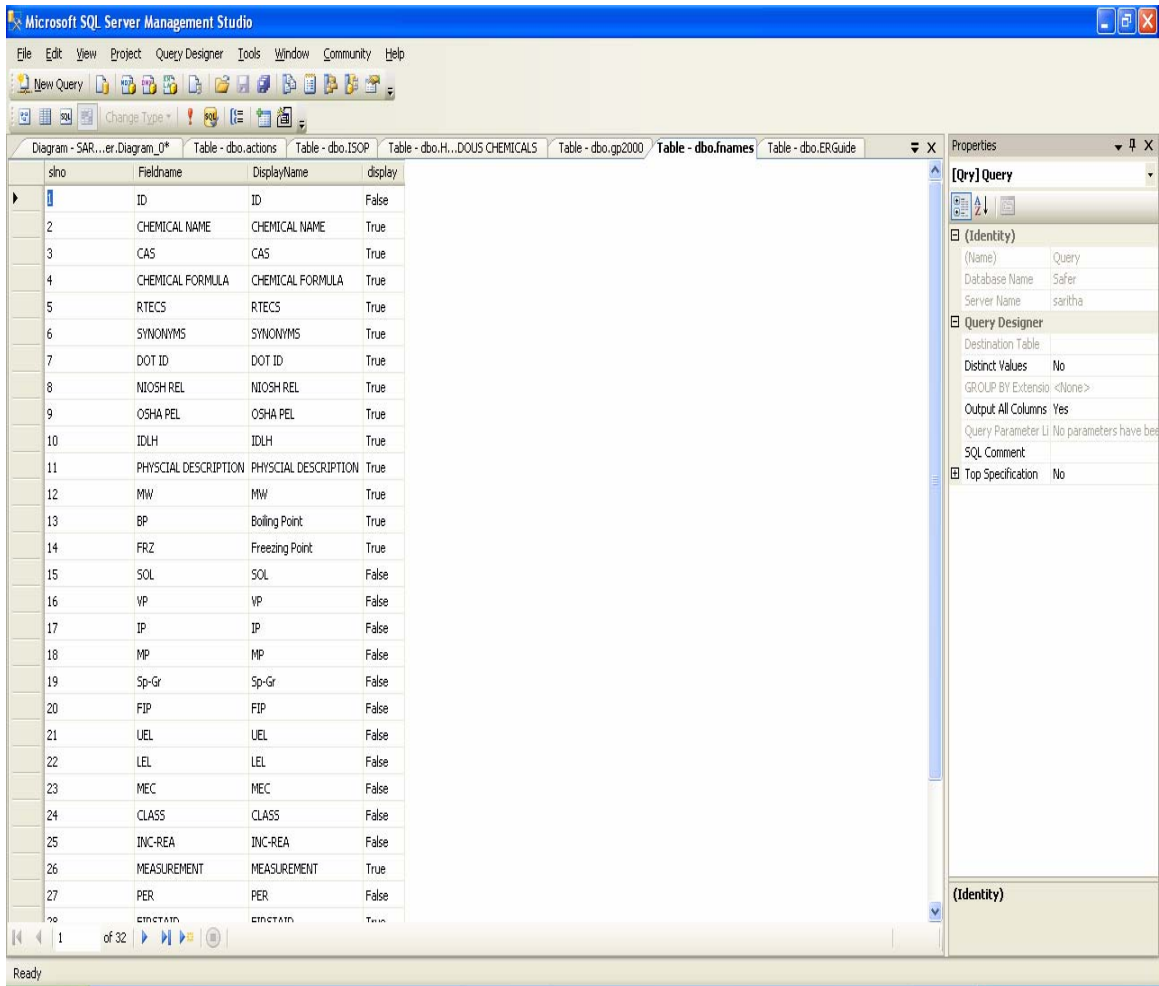 Microsoft SQL Server Management Studio
File Edit View Project Query Designer Tools Window Community Help
New Query
Change Type
Diagram - SAR...er.Diagram_0* Table - dbo.actions Table - dbo.ISOP Table - dbo.H...DOUS CHEMICALS Table - dbo.gp2000 Table - dbo.fnames Table - dbo.ERGuide
slno Fieldname DisplayName display
1 ID ID False
2 CHEMICAL NAME CHEMICAL NAME True
3 CAS CAS True
4 CHEMICAL FORMULA CHEMICAL FORMULA True
5 RTECS RTECS True
6 SYNONYMS SYNONYMS True
7 DOT ID DOT ID True
8 NIOSH REL NIOSH REL True
9 OSHA PEL OSHA PEL True
10 IDLH IDLH True
11 PHYSCIAL DESCRIPTION PHYSCIAL DESCRIPTION True
12 MW MW True
13 BP Boiling Point True
14 FRZ Freezing Point True
15 SOL SOL False
16 VP VP False
17 IP IP False
18 MP MP False
19 Sp-Gr Sp-Gr False
20 FIP FIP False
21 UEL UEL False
22 LEL LEL False
23 MEC MEC False
24 CLASS CLASS False
25 INC-REA INC-REA False
26 MEASUREMENT MEASUREMENT True
27 PER PER False
28 FIRSTAID FIRSTAID True
1 of 32
Ready
Properties
[Qry] Query
(Identity)
(Name) Query
Database Name Safer
Server Name saritha
Query Designer
Destination Table
Distinct Values No
GROUP BY Extensio <None>
Output All Columns Yes
Query Parameter Li No parameters have bee
SQL Comment
Top Specification No
(Identity)